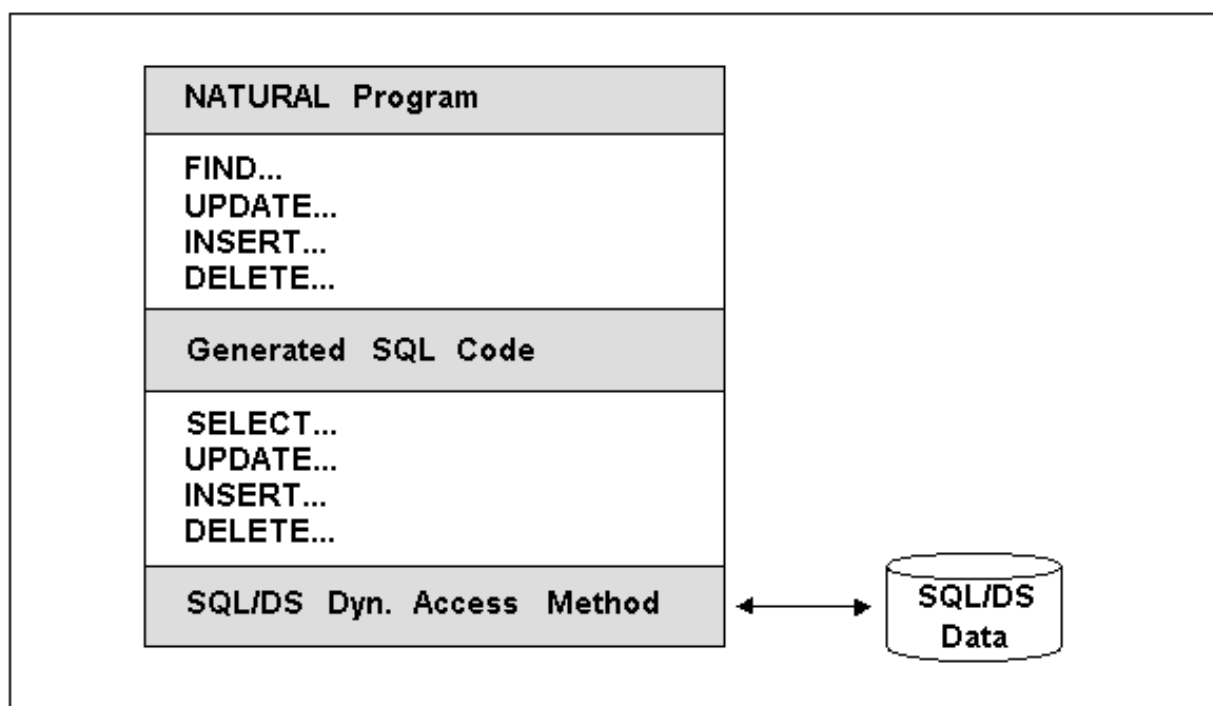 NATURAL Program
FIND...
UPDATE...
INSERT...
DELETE...
Generated SQL Code
SELECT...
UPDATE...
INSERT...
DELETE...
SQL/DS Dyn. Access Method
SQL/DS
Data